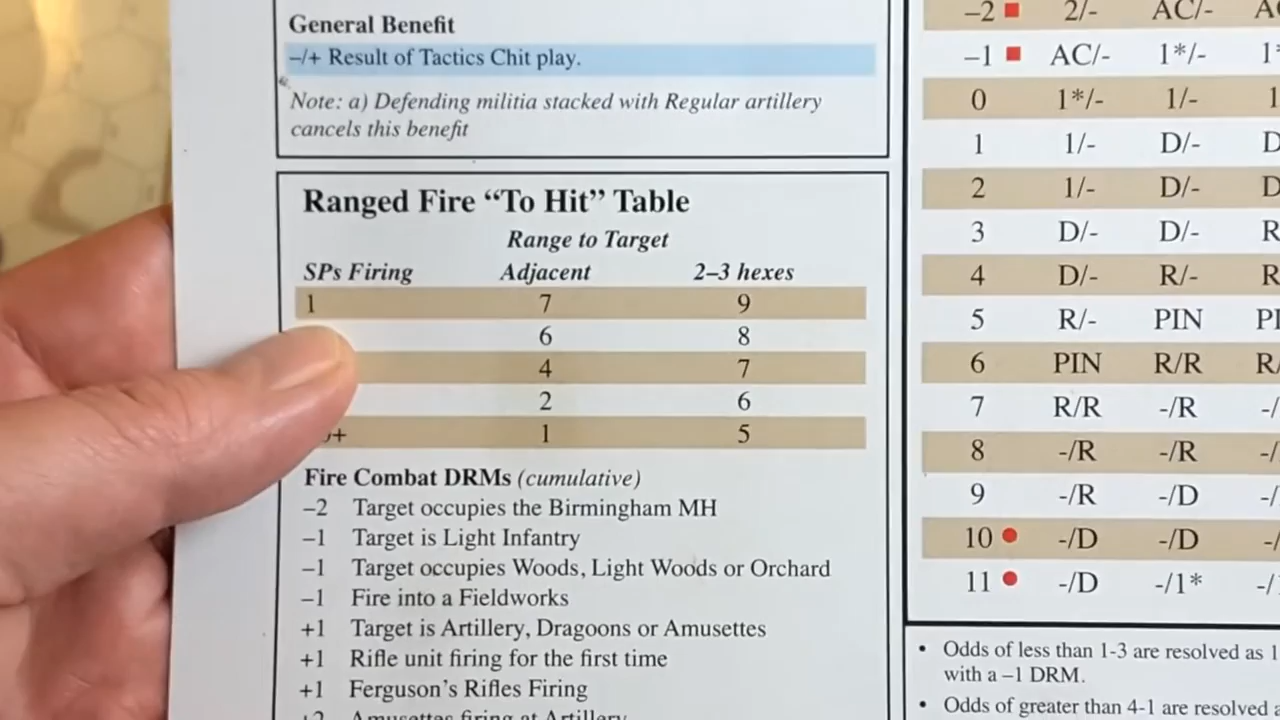 General Benefit
–/+ Result of Tactics Chit play.
Note: a) Defending militia stacked with Regular artillery
cancels this benefit
Ranged Fire “To Hit” Table
Range to Target
SPs Firing Adjacent 2–3 hexes
1 7 9
6 8
4 7
2 6
+ 1 5
Fire Combat DRMs (cumulative)
–2 Target occupies the Birmingham MH
–1 Target is Light Infantry
–1 Target occupies Woods, Light Woods or Orchard
–1 Fire into a Fieldworks
+1 Target is Artillery, Dragoons or Amusettes
+1 Rifle unit firing for the first time
+1 Ferguson’s Rifles Firing
Amusettes firing at Artillery
–2 2/- AC/-
–1 AC/- 1*/-
0 1*/- 1/-
1 1/- D/-
2 1/- D/-
3 D/- D/-
4 D/- R/-
5 R/- PIN
6 PIN R/R
7 R/R -/R
8 -/R -/R
9 -/R -/D
10 -/D -/D
11 -/D -/1*
• Odds of less than 1-3 are resolved as
with a –1 DRM.
• Odds of greater than 4-1 are resolved